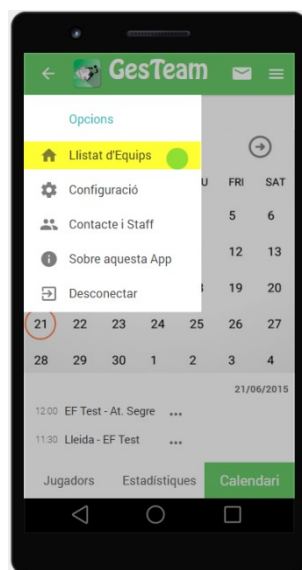 GesTeam
Opcions
Llistat d'Equips
Configuració
Contacte i Staff
Sobre aquesta App
Desconectar
U FRI SAT
5 6
12 13
19 20
21 22 23 24 25 26 27
28 29 30 1 2 3 4
21/06/2015
12:00 EF Test - At. Segre ...
11:30 Lleida - EF Test ...
Jugadors Estadístiques Calendari